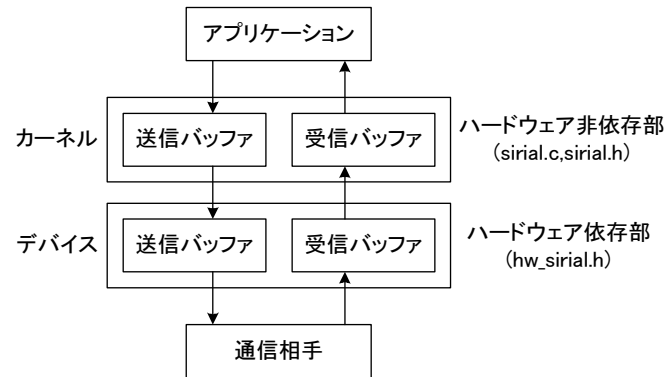 アプリケーション
カーネル
送信バッファ
受信バッファ
ハードウェア非依存部
(sirial.c,sirial.h)
デバイス
送信バッファ
受信バッファ
ハードウェア依存部
(hw_sirial.h)
通信相手